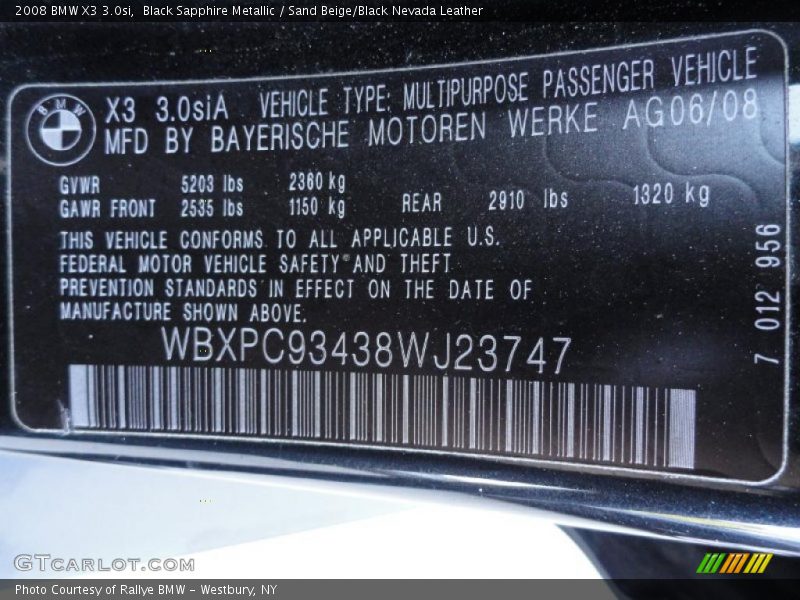 2008 BMW X3 3.0si, Black Sapphire Metallic / Sand Beige/Black Nevada Leather
BMW
X3 3.0siA VEHICLE TYPE: MULTIPURPOSE PASSENGER VEHICLE
MFD BY BAYERISCHE MOTOREN WERKE AG 06/08
GVWR 5203 lbs 2360 kg
GAWR FRONT 2535 lbs 1150 kg REAR 2910 lbs 1320 kg
THIS VEHICLE CONFORMS TO ALL APPLICABLE U.S.
FEDERAL MOTOR VEHICLE SAFETY AND THEFT
PREVENTION STANDARDS IN EFFECT ON THE DATE OF
MANUFACTURE SHOWN ABOVE.
WBXPC93438WJ23747
7 012 956
GTCARLOT.COM
Photo Courtesy of Rallye BMW - Westbury, NY